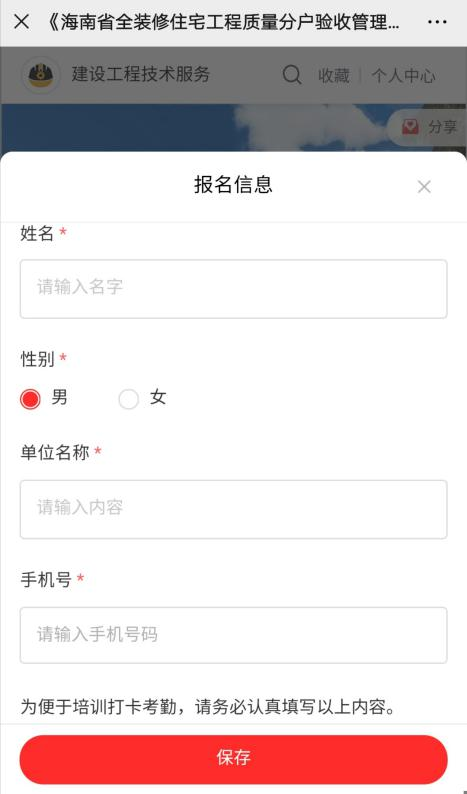 《海南省全装修住宅工程质量分户验收管理...
建设工程技术服务
收藏
个人中心
分享
报名信息
姓名 *
请输入名字
性别 *
男
女
单位名称 *
请输入内容
手机号 *
请输入手机号码
为便于培训打卡考勤，请务必认真填写以上内容。
保存